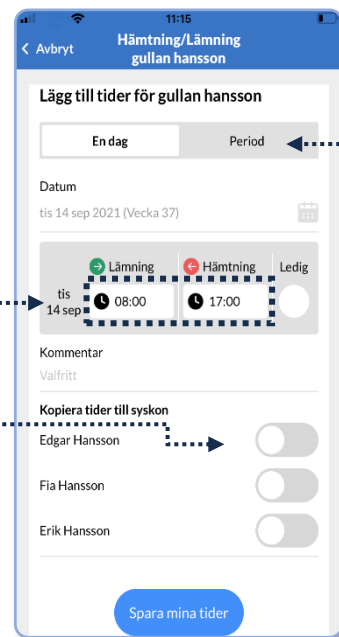 11:15
Avbryt
Hämtning/Lämning
gullan hansson
Lägg till tider för gullan hansson
En dag Period
Datum
tis 14 sep 2021 (Vecka 37)
Lämning Hämtning Ledig
tis
14 sep
08:00 17:00
Kommentar
Valfritt
Kopiera tider till syskon
Edgar Hansson
Fia Hansson
Erik Hansson
Spara mina tider